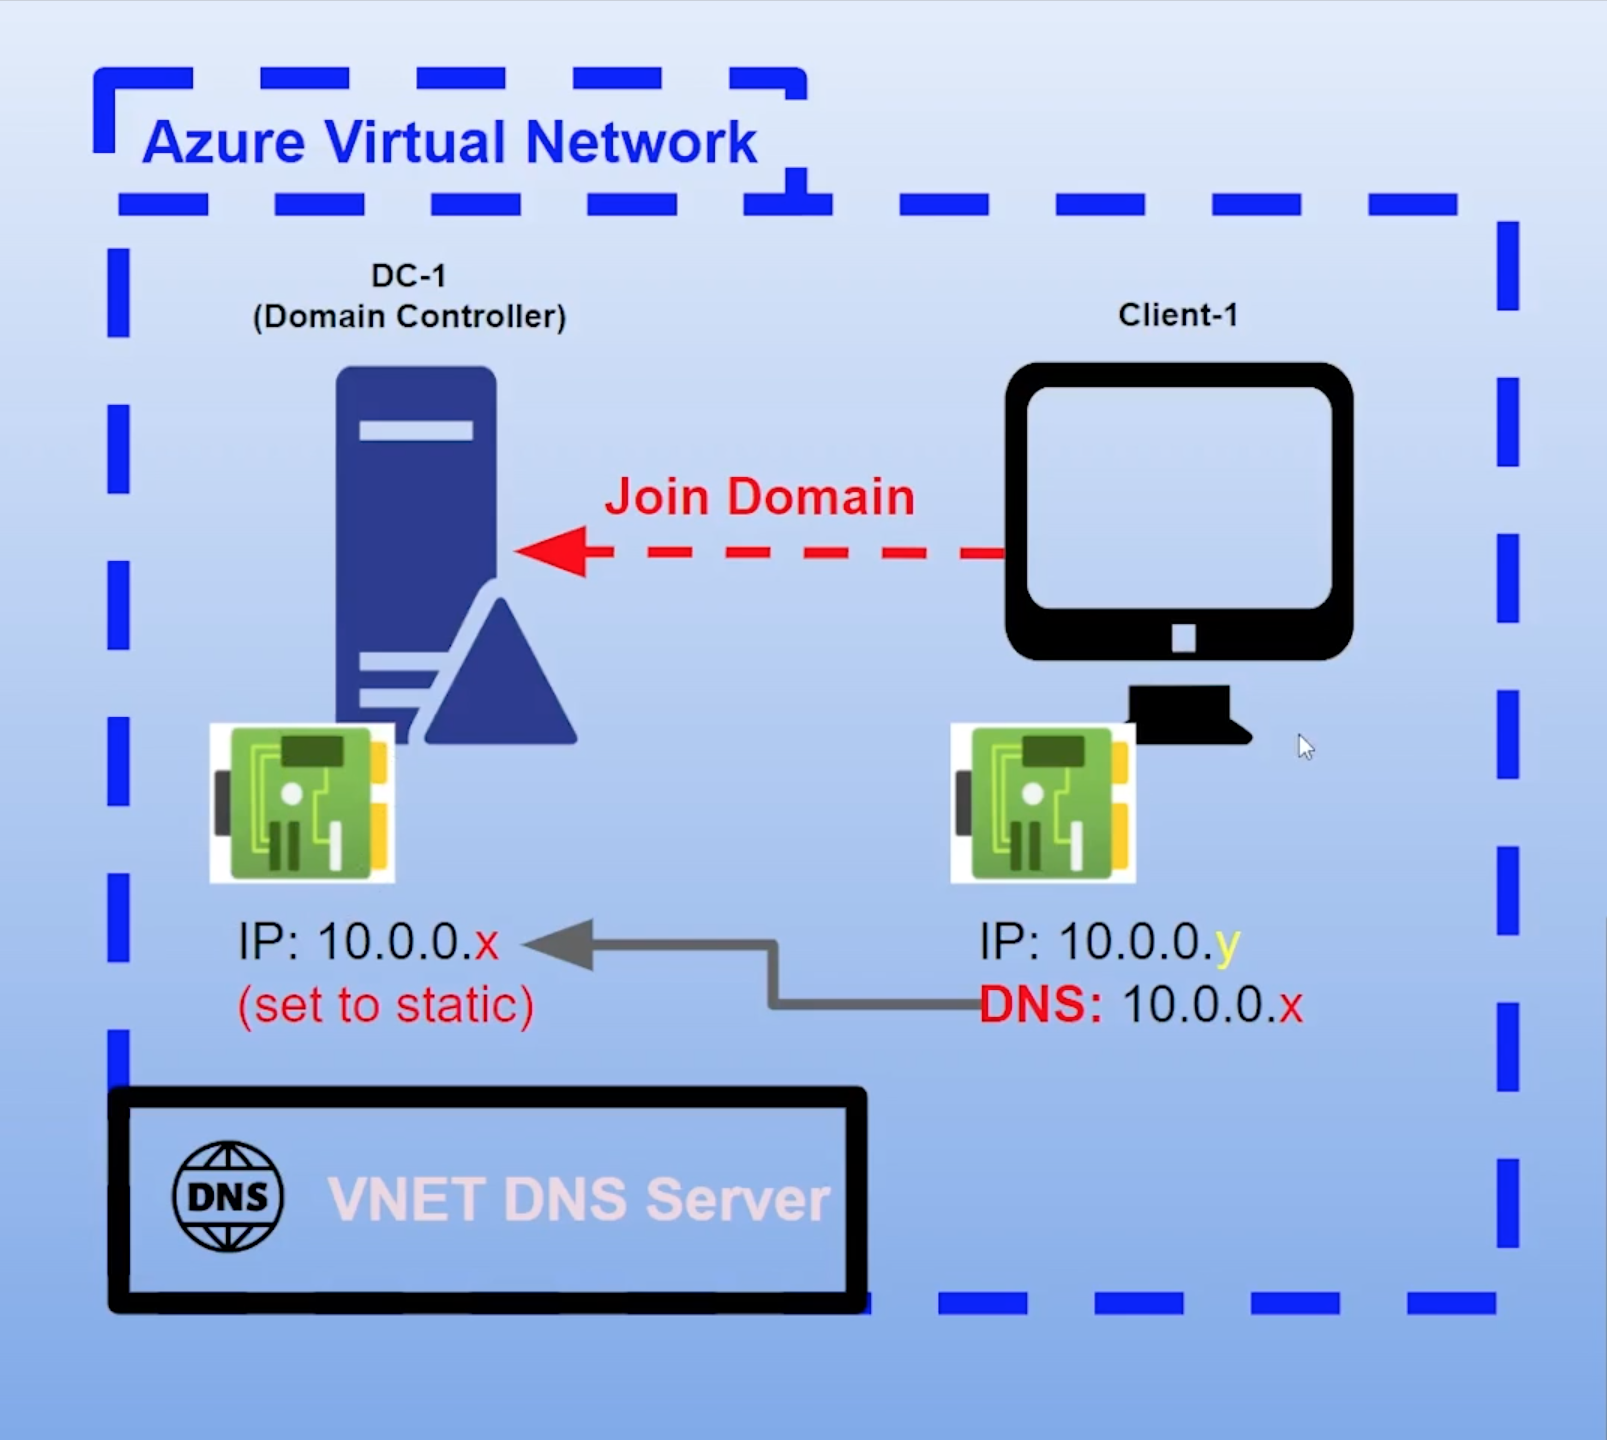 Azure Virtual Network
DC-1
(Domain Controller)
Client-1
Join Domain
IP: 10.0.0.x
(set to static)
IP: 10.0.0.y
DNS: 10.0.0.x
DNS
VNET DNS Server